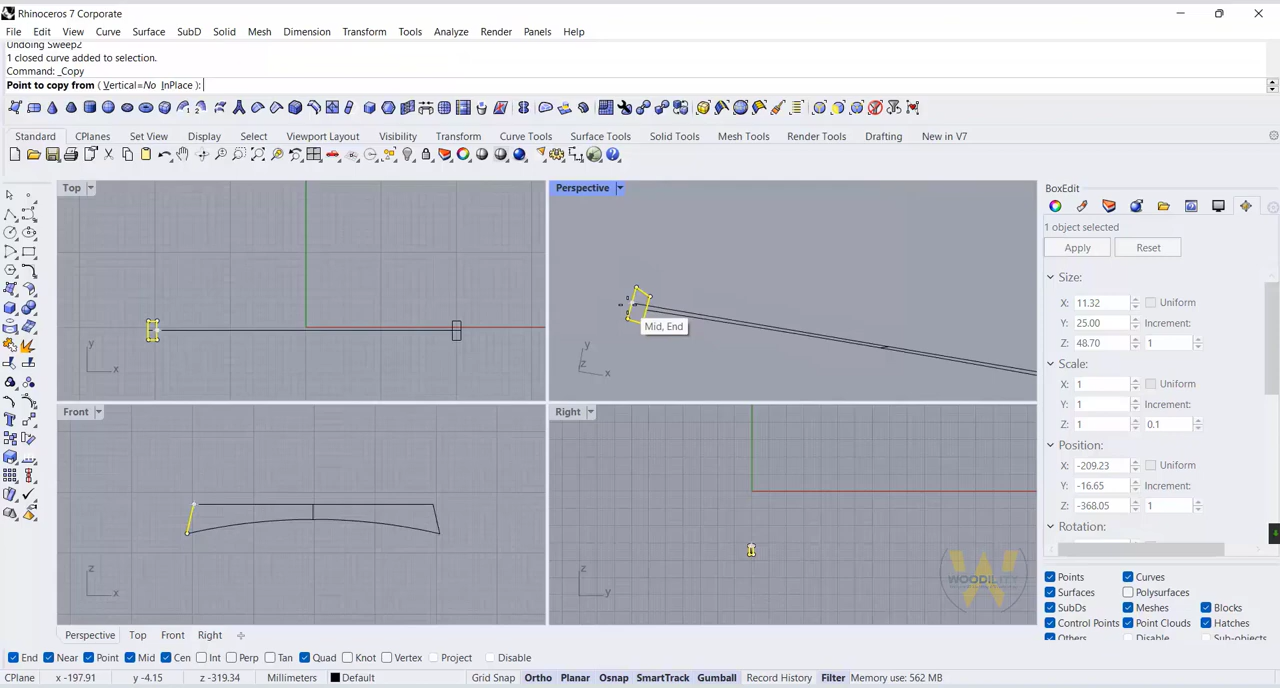 Rhinoceros 7 Corporate
File Edit View Curve Surface SubD Solid Mesh Dimension Transform Tools Analyze Render Panels Help
Undoing Sweep2
1 closed curve added to selection.
Command: _Copy
Point to copy from ( Vertical=No InPlace ):
Standard CPlanes Set View Display Select Viewport Layout Visibility Transform Curve Tools Surface Tools Solid Tools Mesh Tools Render Tools Drafting New in V7
Top
y
x
Perspective
Mid, End
y
z
x
Front
z
x
Right
z
y
WOODILITY
BoxEdit
1 object selected
Apply Reset
Size:
X: 11.32 Uniform
Y: 25.00 Increment:
Z: 48.70 1
Scale:
X: 1 Uniform
Y: 1 Increment:
Z: 1 0.1
Position:
X: -209.23 Uniform
Y: -16.65 Increment:
Z: -368.05 1
Rotation:
Points Curves
Surfaces Polysurfaces
SubDs Meshes Blocks
Control Points Point Clouds Hatches
Others Disable Sub-objects
Perspective Top Front Right
End Near Point Mid Cen Int Perp Tan Quad Knot Vertex Project Disable
CPlane x -197.91 y -4.15 z -319.34 Millimeters Default Grid Snap Ortho Planar Osnap SmartTrack Gumball Record History Filter Memory use: 562 MB